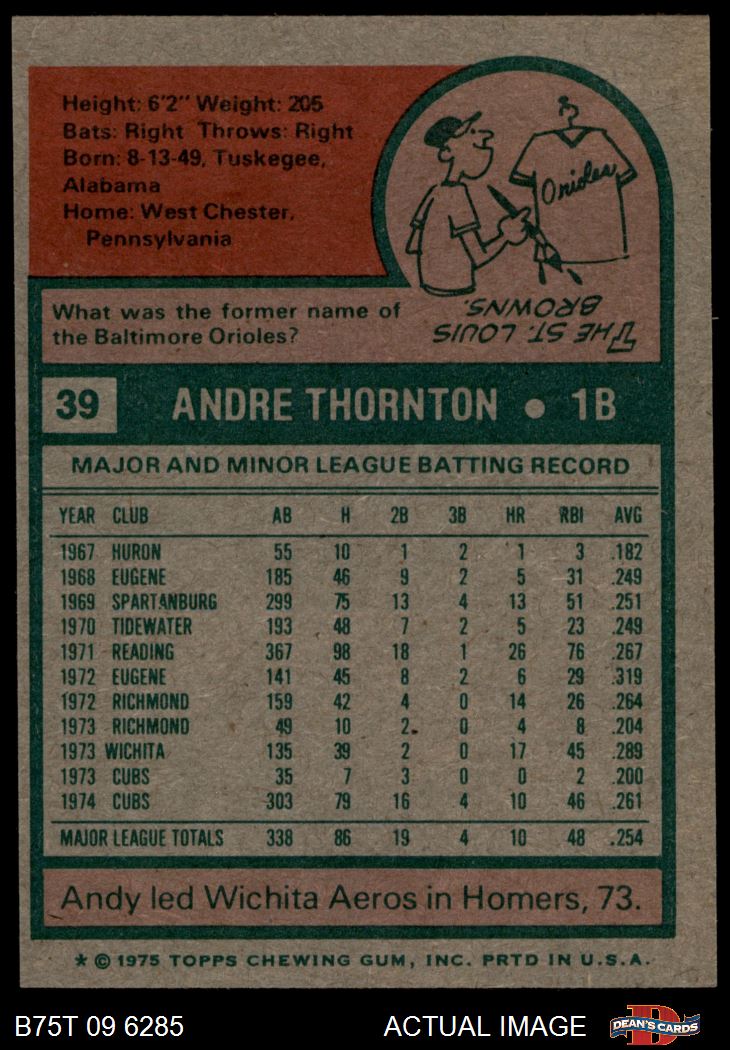 Height: 6'2" Weight: 205
Bats: Right Throws: Right
Born: 8-13-49, Tuskegee,
Alabama
Home: West Chester,
Pennsylvania
Orioles
What was the former name of
the Baltimore Orioles?
THE ST. LOUIS
BROWNS.
39 ANDRE THORNTON • 1B
MAJOR AND MINOR LEAGUE BATTING RECORD
YEAR CLUB AB H 2B 3B HR RBI AVG
1967 HURON 55 10 1 2 1 3 .182
1968 EUGENE 185 46 9 2 5 31 .249
1969 SPARTANBURG 299 75 13 4 13 51 .251
1970 TIDEWATER 193 48 7 2 5 23 .249
1971 READING 367 98 18 1 26 76 .267
1972 EUGENE 141 45 8 2 6 29 .319
1972 RICHMOND 159 42 4 0 14 26 .264
1973 RICHMOND 49 10 2 0 4 8 .204
1973 WICHITA 135 39 2 0 17 45 .289
1973 CUBS 35 7 3 0 0 2 .200
1974 CUBS 303 79 16 4 10 46 .261
MAJOR LEAGUE TOTALS 338 86 19 4 10 48 .254
Andy led Wichita Aeros in Homers, 73.
* © 1975 TOPPS CHEWING GUM, INC. PRTD IN U.S.A.
B75T 09 6285 ACTUAL IMAGE D DEAN'S CARDS